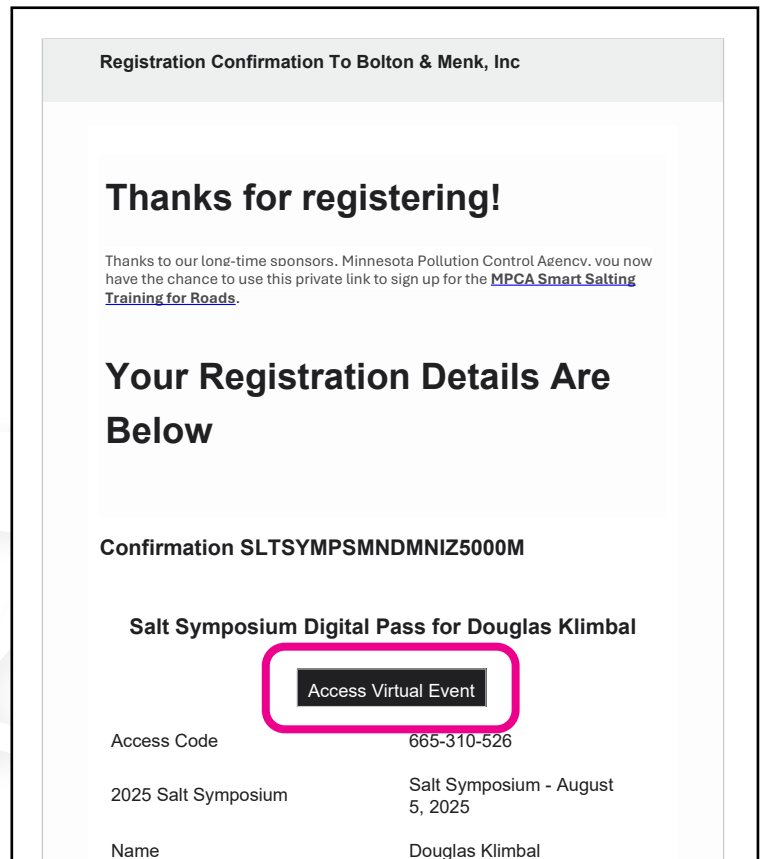 Registration Confirmation To Bolton & Menk, Inc
Thanks for registering!
Thanks to our long-time sponsors, Minnesota Pollution Control Agency, you now
have the chance to use this private link to sign up for the MPCA Smart Salting
Training for Roads.
Your Registration Details Are
Below
Confirmation SLTSYMPSMNDMNIZ5000M
Salt Symposium Digital Pass for Douglas Klimbal
Access Virtual Event
Access Code 665-310-526
2025 Salt Symposium Salt Symposium - August
5, 2025
Name Douglas Klimbal